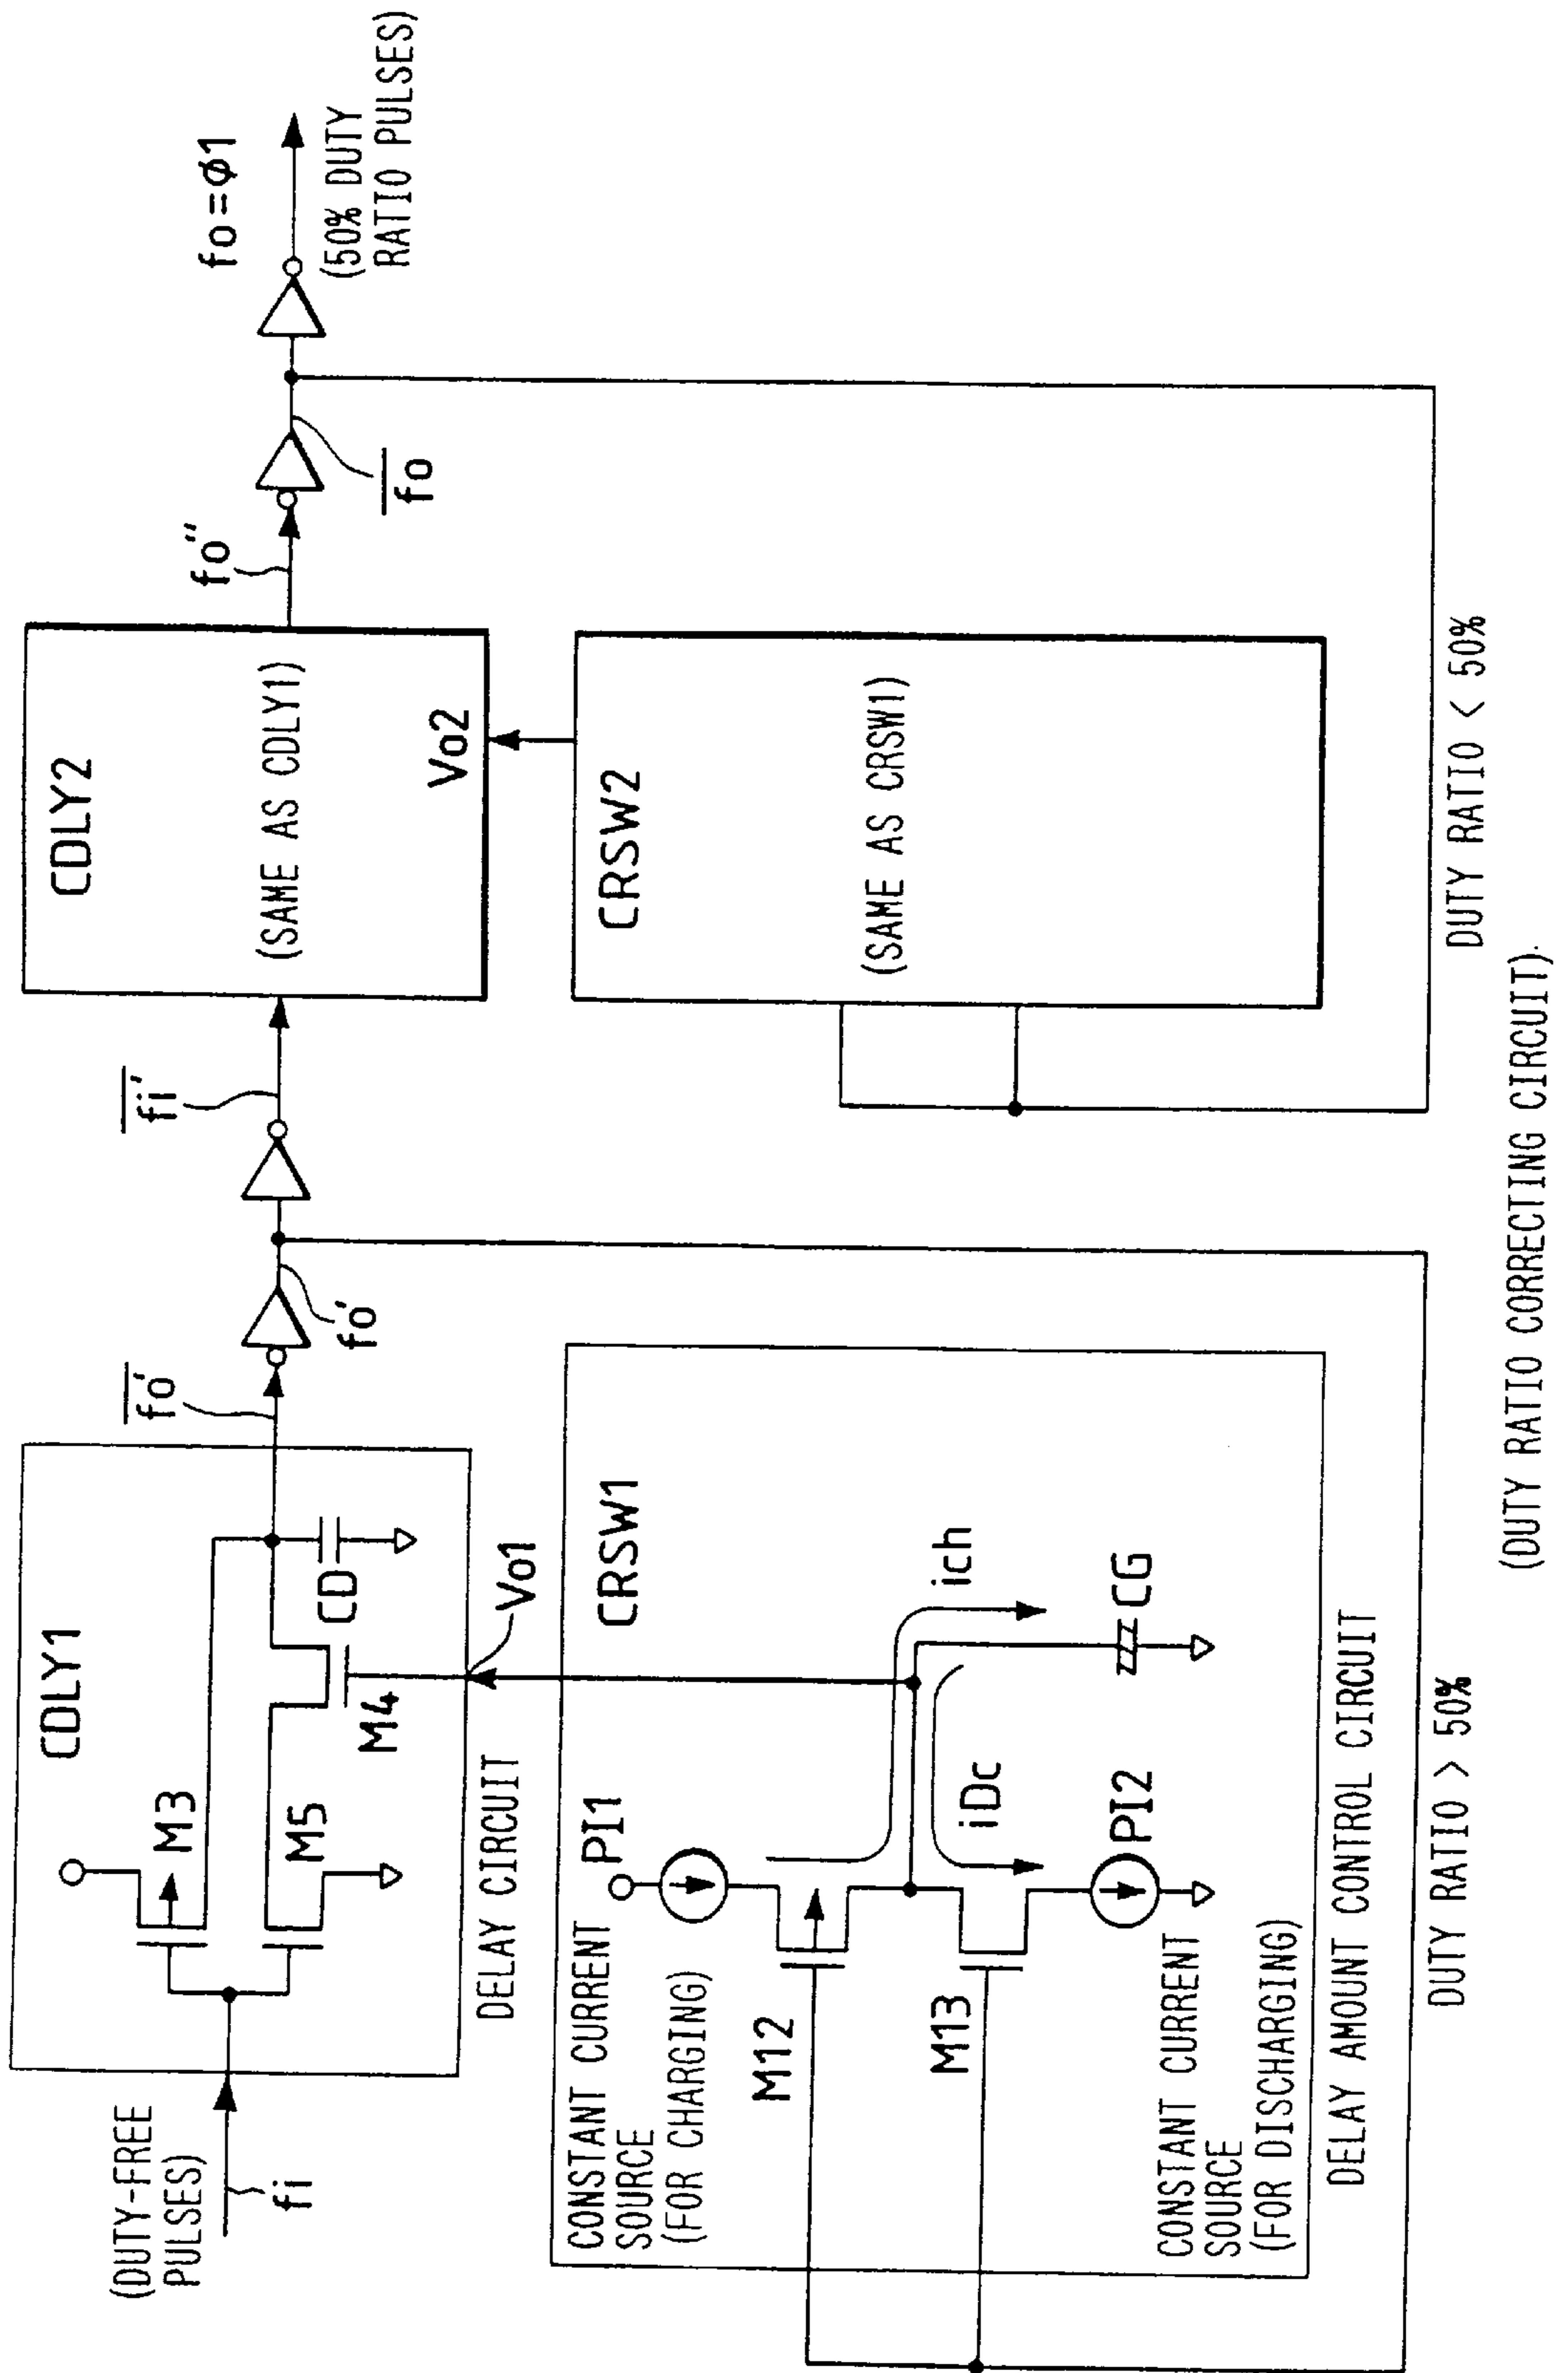 (DUTY-FREE
PULSES)
fi
CDLY1
M3
M5
M4
CD
DELAY CIRCUIT
Vo1
fo'
fo'
fi'
CDLY2
(SAME AS CDLY1)
Vo2
fo''
fo
fo=ø1
(50% DUTY
RATIO PULSES)
CRSW1
CONSTANT CURRENT
SOURCE
(FOR CHARGING)
PI1
M12
M13
ich
iDc
CG
PI2
CONSTANT CURRENT
SOURCE
(FOR DISCHARGING)
DELAY AMOUNT CONTROL CIRCUIT
DUTY RATIO > 50%
CRSW2
(SAME AS CRSW1)
DUTY RATIO < 50%
(DUTY RATIO CORRECTING CIRCUIT).